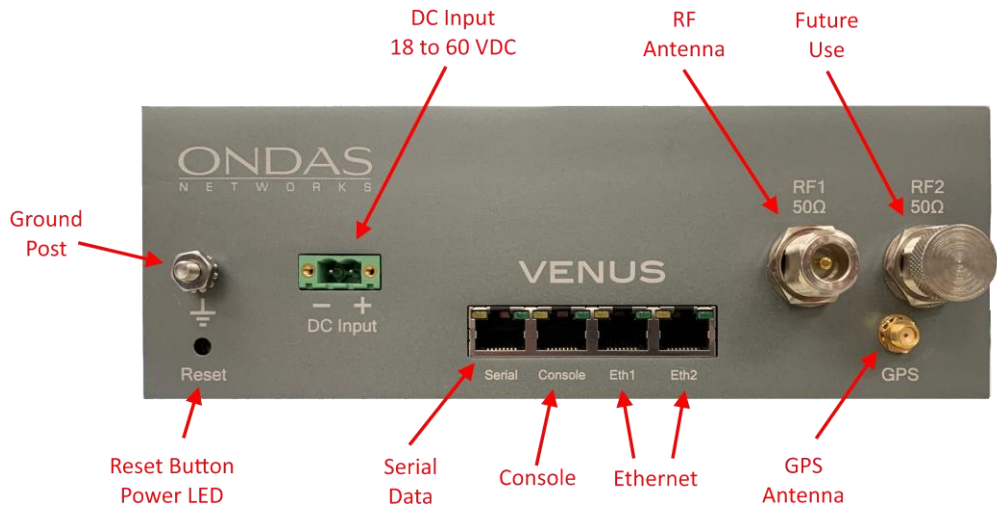 DC Input
18 to 60 VDC
RF
Antenna
Future
Use
ONDAS
NETWORKS
RF1
50Ω
RF2
50Ω
Ground
Post
VENUS
− +
DC Input
Reset
Serial
Console
Eth1
Eth2
GPS
Reset Button
Power LED
Serial
Data
Console
Ethernet
GPS
Antenna